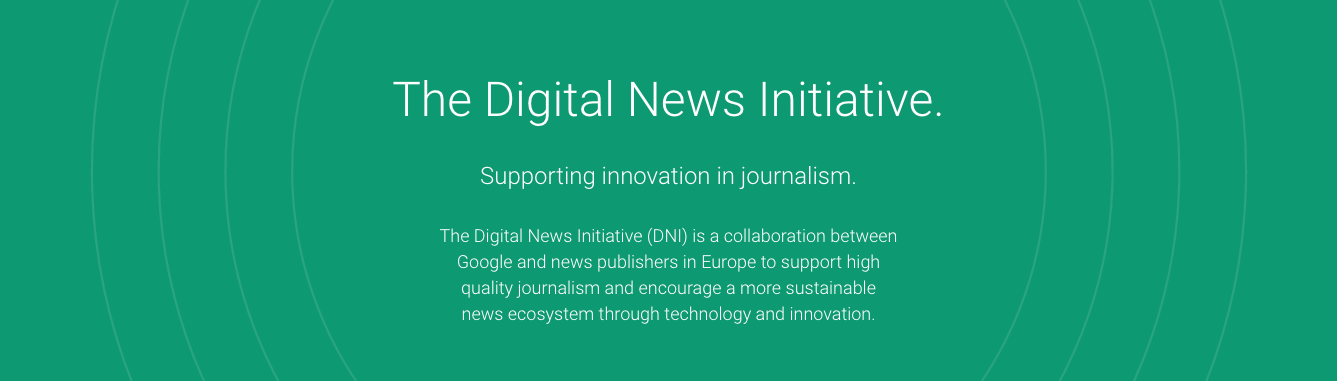 The Digital News Initiative.
Supporting innovation in journalism.
The Digital News Initiative (DNI) is a collaboration between
Google and news publishers in Europe to support high
quality journalism and encourage a more sustainable
news ecosystem through technology and innovation.